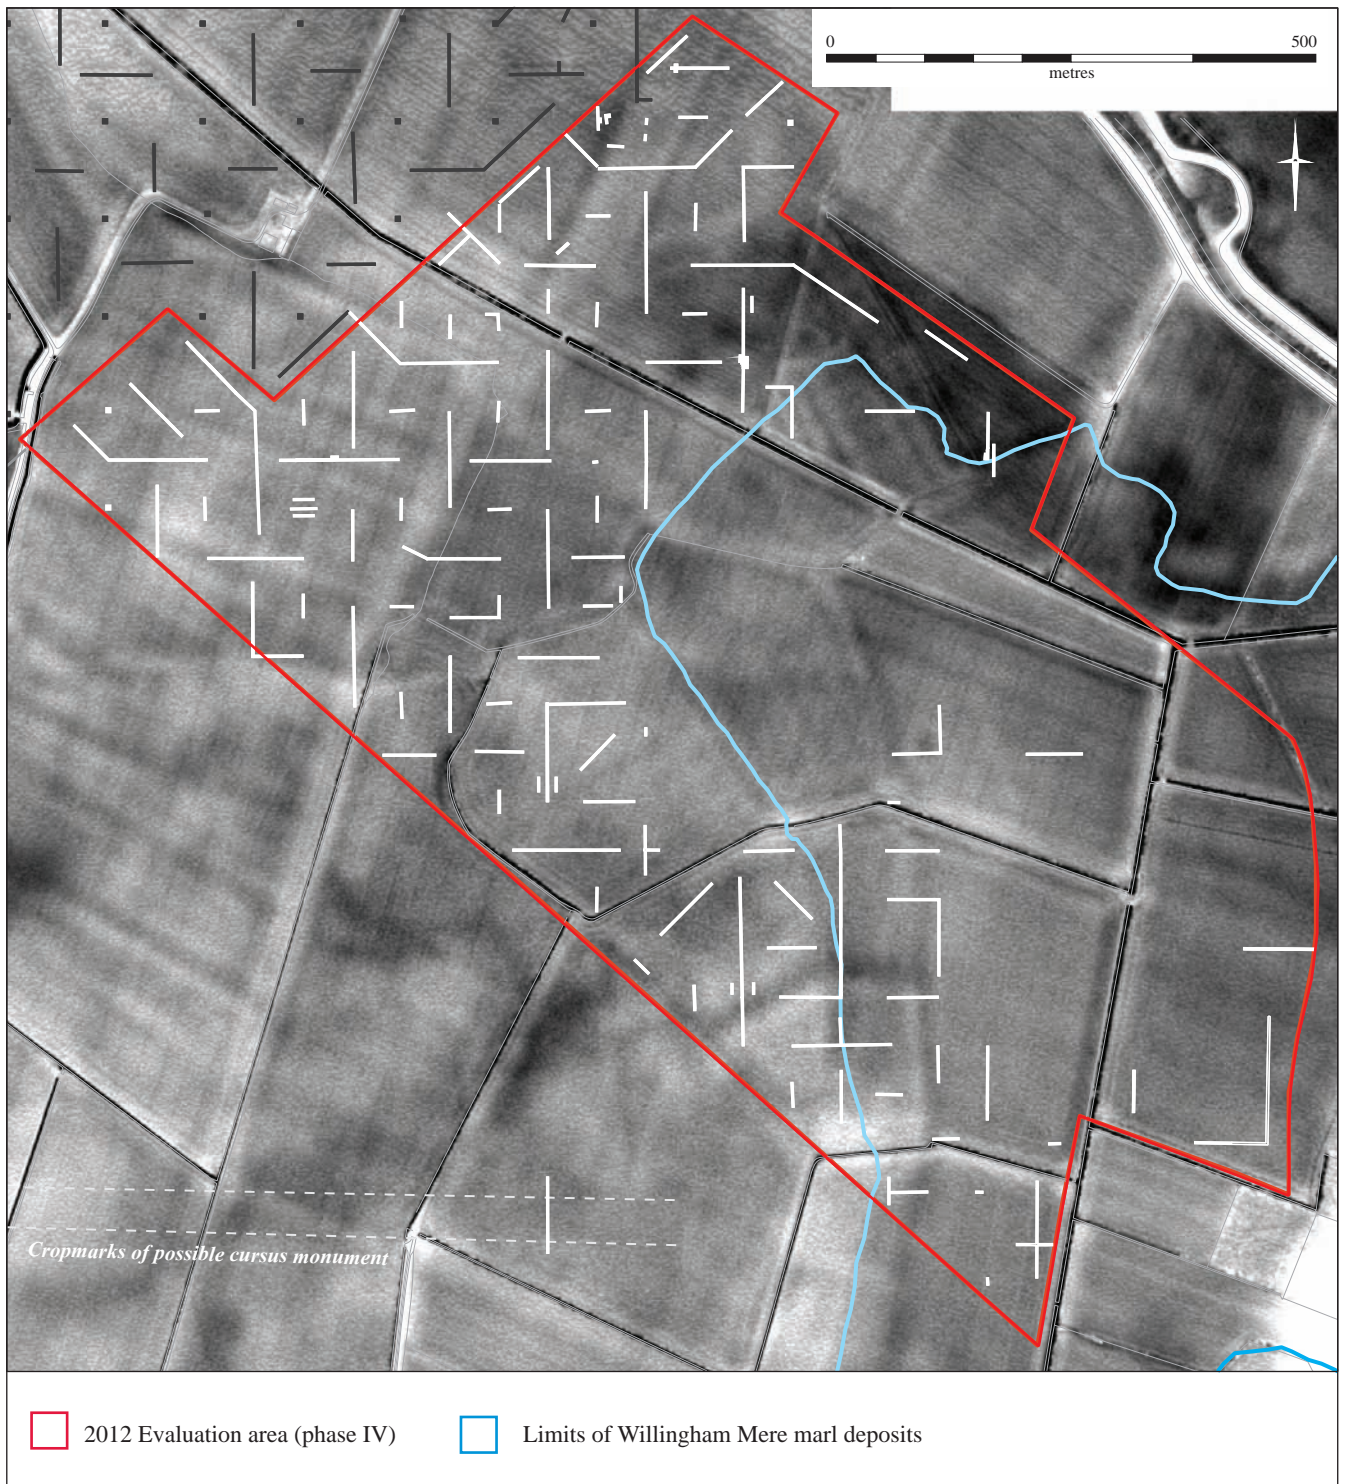 0 500
metres
Cropmarks of possible cursus monument
2012 Evaluation area (phase IV)
Limits of Willingham Mere marl deposits